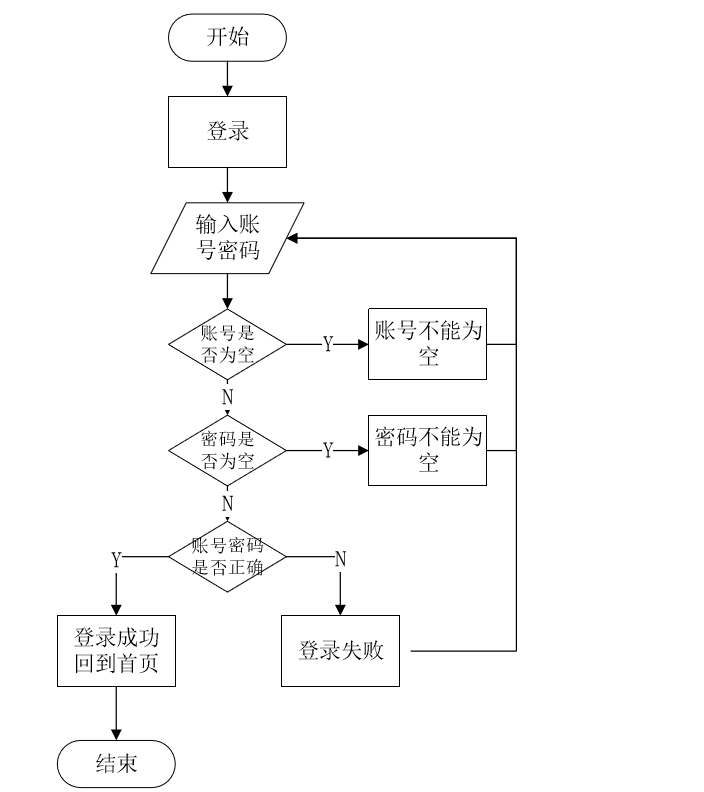 开始
登录
输入账
号密码
账号是
否为空
Y
账号不能为
空
N
密码是
否为空
Y
密码不能为
空
N
账号密码
是否正确
Y
N
登录成功
回到首页
登录失败
结束